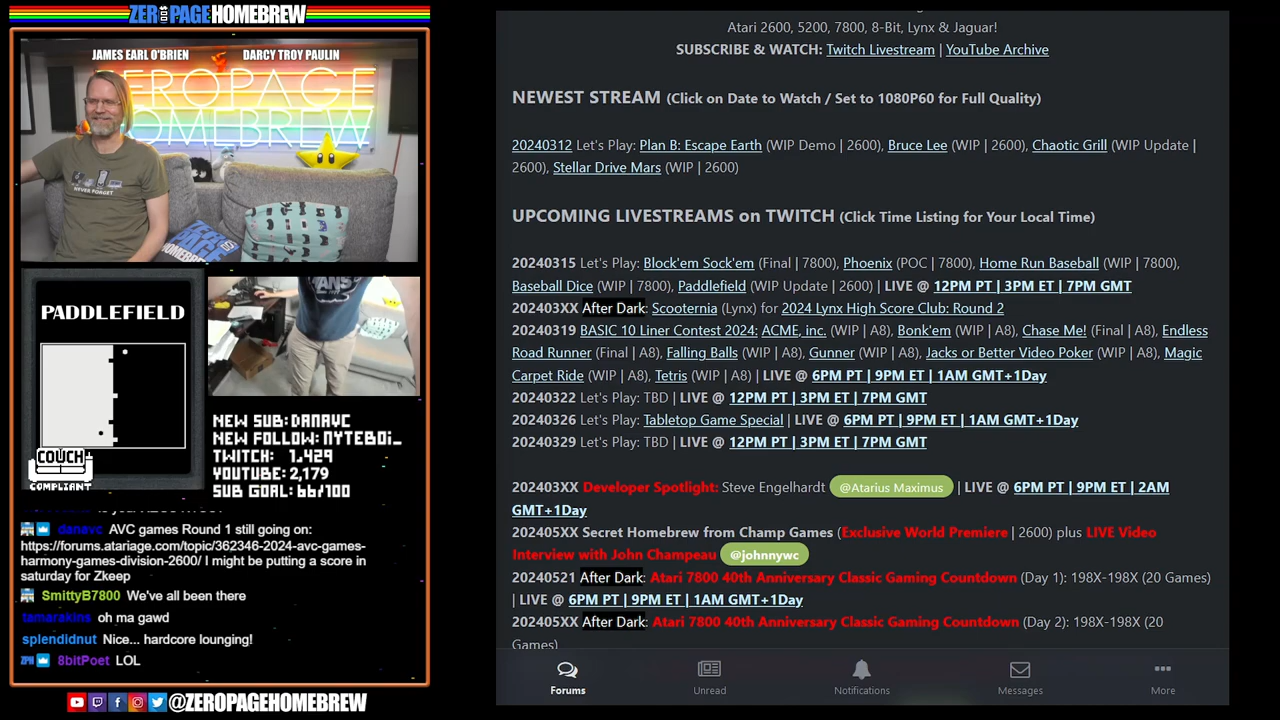 ZEROPAGEHOMEBREW
JAMES EARL O'BRIEN
DARCY TROY PAULIN
ZEROPAGE
HOMEBREW
NEVER FORGET
ZEROPAGE
HOMEBREW
PADDLEFIELD
COUCH
COMPLIANT
VANS
NEW SUB: DANAVC
NEW FOLLOW: NYTEBOI_
TWITCH: 1,429
YOUTUBE: 2,179
SUB GOAL: 66/100
danavc AVC games Round 1 still going on:
https://forums.atariage.com/topic/362346-2024-avc-games-
harmony-games-division-2600/ I might be putting a score in
saturday for Zkeep
SmittyB7800 We've all been there
tamarakins oh ma gawd
splendidnut Nice... hardcore lounging!
8bitPoet LOL
@ZEROPAGEHOMEBREW
Atari 2600, 5200, 7800, 8-Bit, Lynx & Jaguar!
SUBSCRIBE & WATCH: Twitch Livestream | YouTube Archive
NEWEST STREAM (Click on Date to Watch / Set to 1080P60 for Full Quality)
20240312 Let's Play: Plan B: Escape Earth (WIP Demo | 2600), Bruce Lee (WIP | 2600), Chaotic Grill (WIP Update |
2600), Stellar Drive Mars (WIP | 2600)
UPCOMING LIVESTREAMS on TWITCH (Click Time Listing for Your Local Time)
20240315 Let's Play: Block'em Sock'em (Final | 7800), Phoenix (POC | 7800), Home Run Baseball (WIP | 7800),
Baseball Dice (WIP | 7800), Paddlefield (WIP Update | 2600) | LIVE @ 12PM PT | 3PM ET | 7PM GMT
202403XX After Dark: Scooternia (Lynx) for 2024 Lynx High Score Club: Round 2
20240319 BASIC 10 Liner Contest 2024: ACME, inc. (WIP | A8), Bonk'em (WIP | A8), Chase Me! (Final | A8), Endless
Road Runner (Final | A8), Falling Balls (WIP | A8), Gunner (WIP | A8), Jacks or Better Video Poker (WIP | A8), Magic
Carpet Ride (WIP | A8), Tetris (WIP | A8) | LIVE @ 6PM PT | 9PM ET | 1AM GMT+1Day
20240322 Let's Play: TBD | LIVE @ 12PM PT | 3PM ET | 7PM GMT
20240326 Let's Play: Tabletop Game Special | LIVE @ 6PM PT | 9PM ET | 1AM GMT+1Day
20240329 Let's Play: TBD | LIVE @ 12PM PT | 3PM ET | 7PM GMT
202403XX Developer Spotlight: Steve Engelhardt @Atarius Maximus | LIVE @ 6PM PT | 9PM ET | 2AM
GMT+1Day
202405XX Secret Homebrew from Champ Games (Exclusive World Premiere | 2600) plus LIVE Video
Interview with John Champeau @johnnywc
20240521 After Dark: Atari 7800 40th Anniversary Classic Gaming Countdown (Day 1): 198X-198X (20 Games)
| LIVE @ 6PM PT | 9PM ET | 1AM GMT+1Day
202405XX After Dark: Atari 7800 40th Anniversary Classic Gaming Countdown (Day 2): 198X-198X (20
Games)
Forums
Unread
Notifications
Messages
More